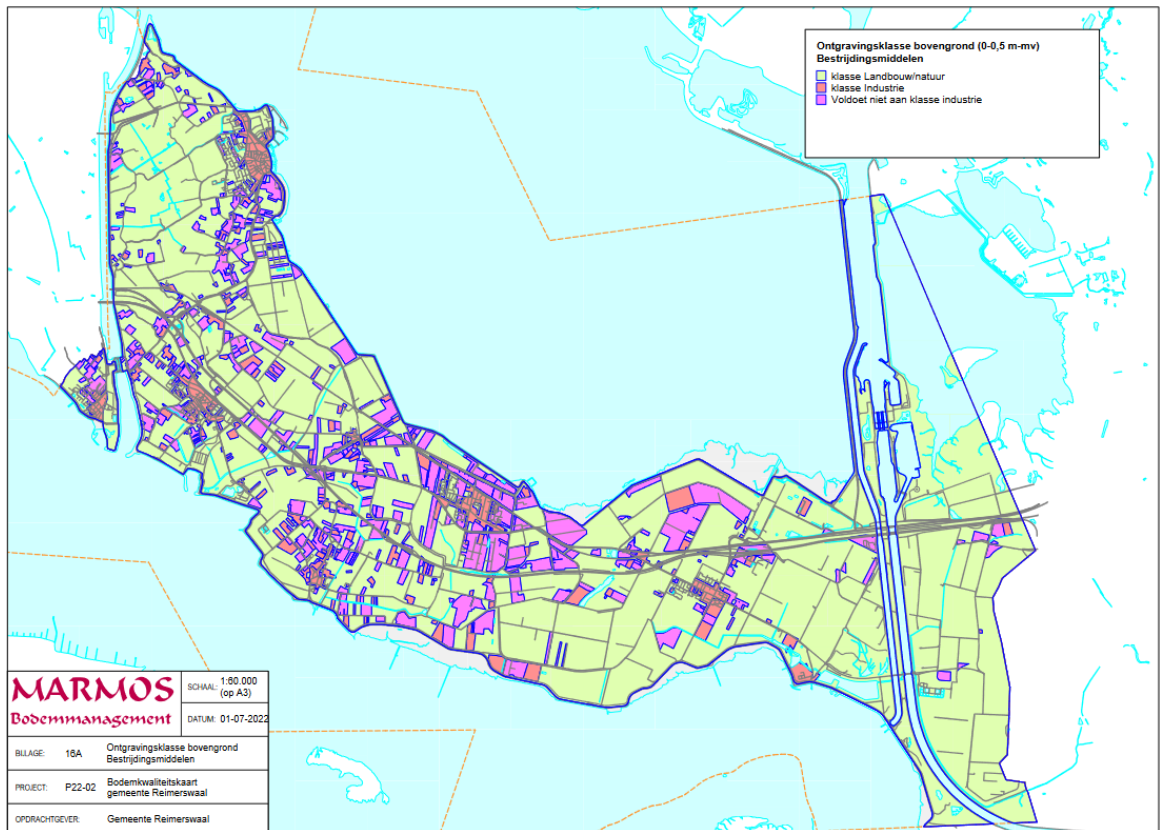 Ontgravingsklasse bovengrond (0-0,5 m-mv)
Bestrijdingsmiddelen
klasse Landbouw/natuur
klasse Industrie
Voldoet niet aan klasse industrie
MARMOS
Bodemmanagement
SCHAAL: 1:60.000
(op A3)
DATUM: 01-07-2022
BIJLAGE: 16A Ontgravingsklasse bovengrond
Bestrijdingsmiddelen
PROJECT: P22-02 Bodemkwaliteitskaart
gemeente Reimerswaal
OPDRACHTGEVER: Gemeente Reimerswaal